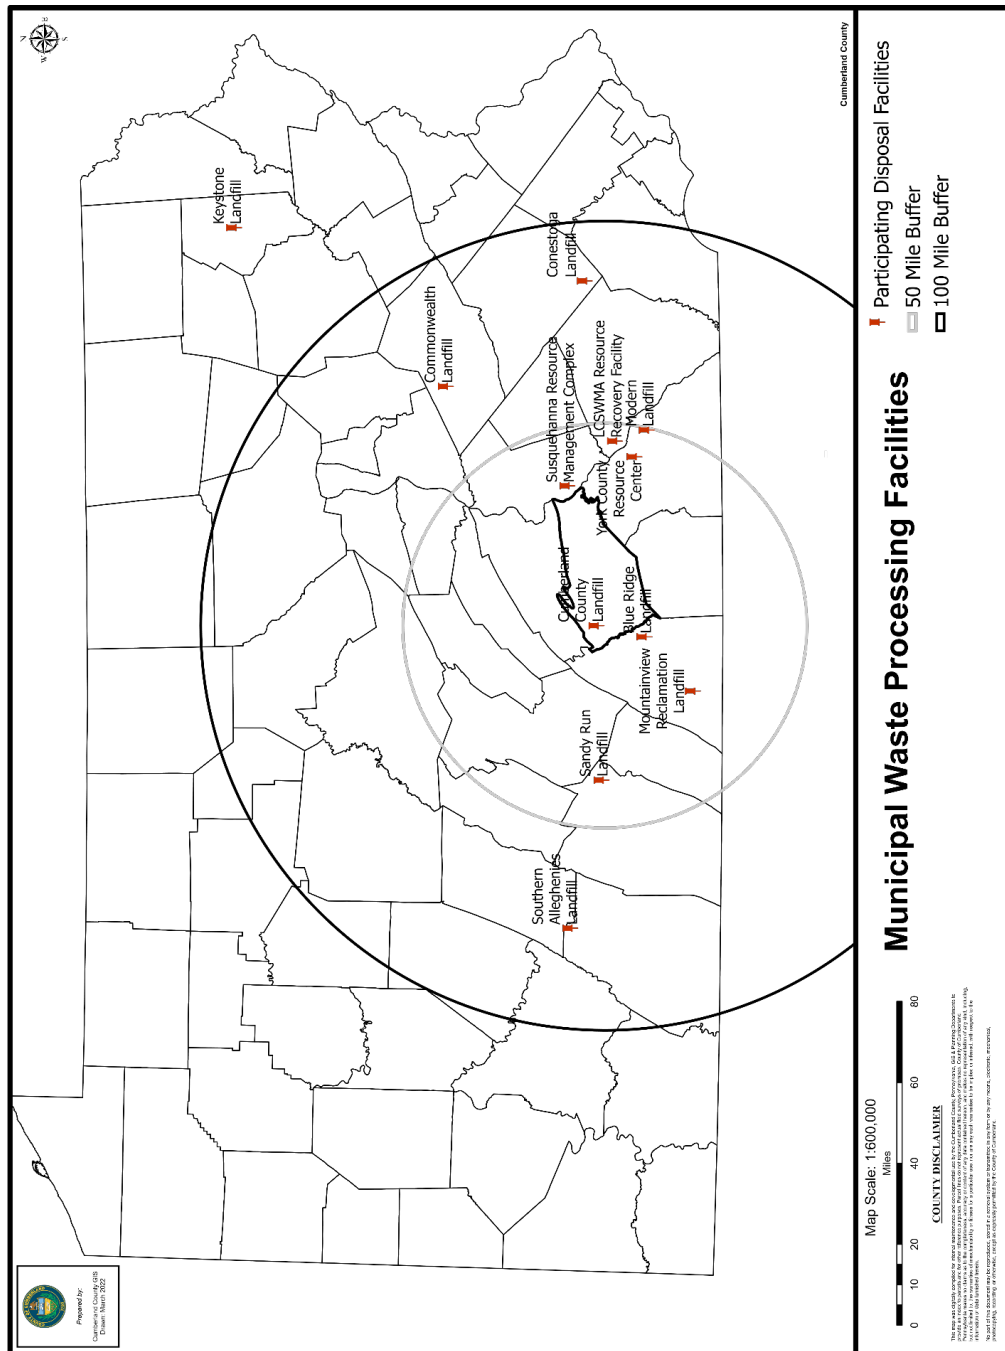 N
E
S
W
Keystone
Landfill
Commonwealth
Landfill
Conestoga
Landfill
Susquehanna Resource
Management Complex
LCSWMA Resource
Recovery Facility
Modern
Landfill
York County
Resource
Center
Cumberland
County
Landfill
Blue Ridge
Landfill
Mountainview
Reclamation
Landfill
Sandy Run
Landfill
Southern
Alleghenies
Landfill
Cumberland County
Prepared by:
Cumberland County GIS
Drawn: March 2022
Municipal Waste Processing Facilities
Participating Disposal Facilities
50 Mile Buffer
100 Mile Buffer
Map Scale: 1:600,000
Miles
0 10 20 40 60 80
COUNTY DISCLAIMER